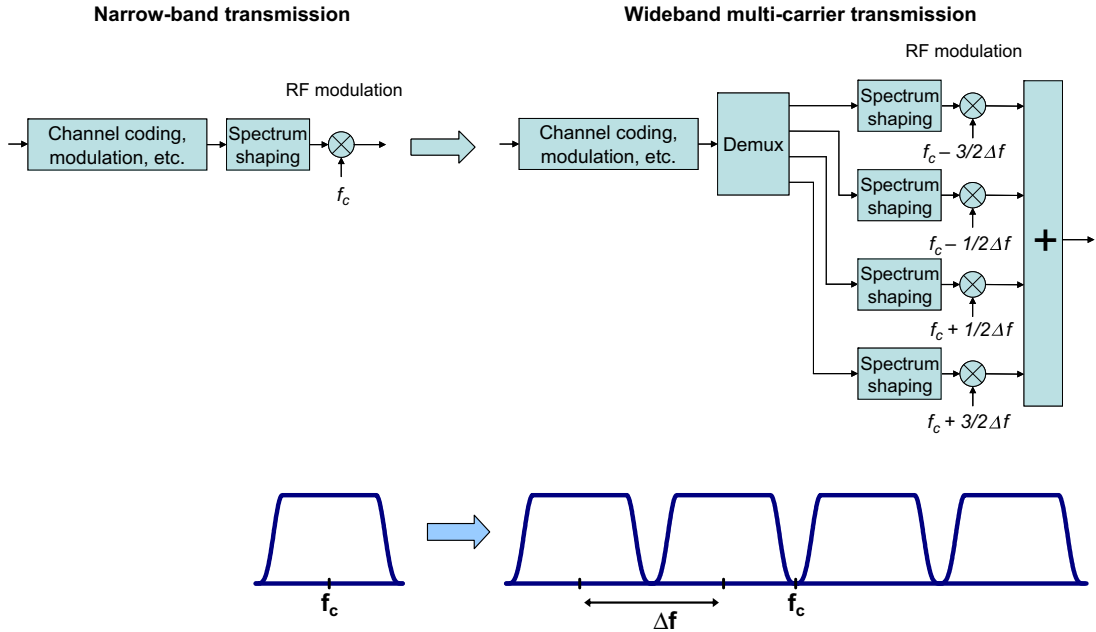 Narrow-band transmission
Wideband multi-carrier transmission
RF modulation
RF modulation
Channel coding,
modulation, etc.
Spectrum
shaping
f_c
Channel coding,
modulation, etc.
Demux
Spectrum
shaping
f_c – 3/2Δf
Spectrum
shaping
f_c – 1/2Δf
Spectrum
shaping
f_c + 1/2Δf
Spectrum
shaping
f_c + 3/2Δf
+
f_c
Δf
f_c